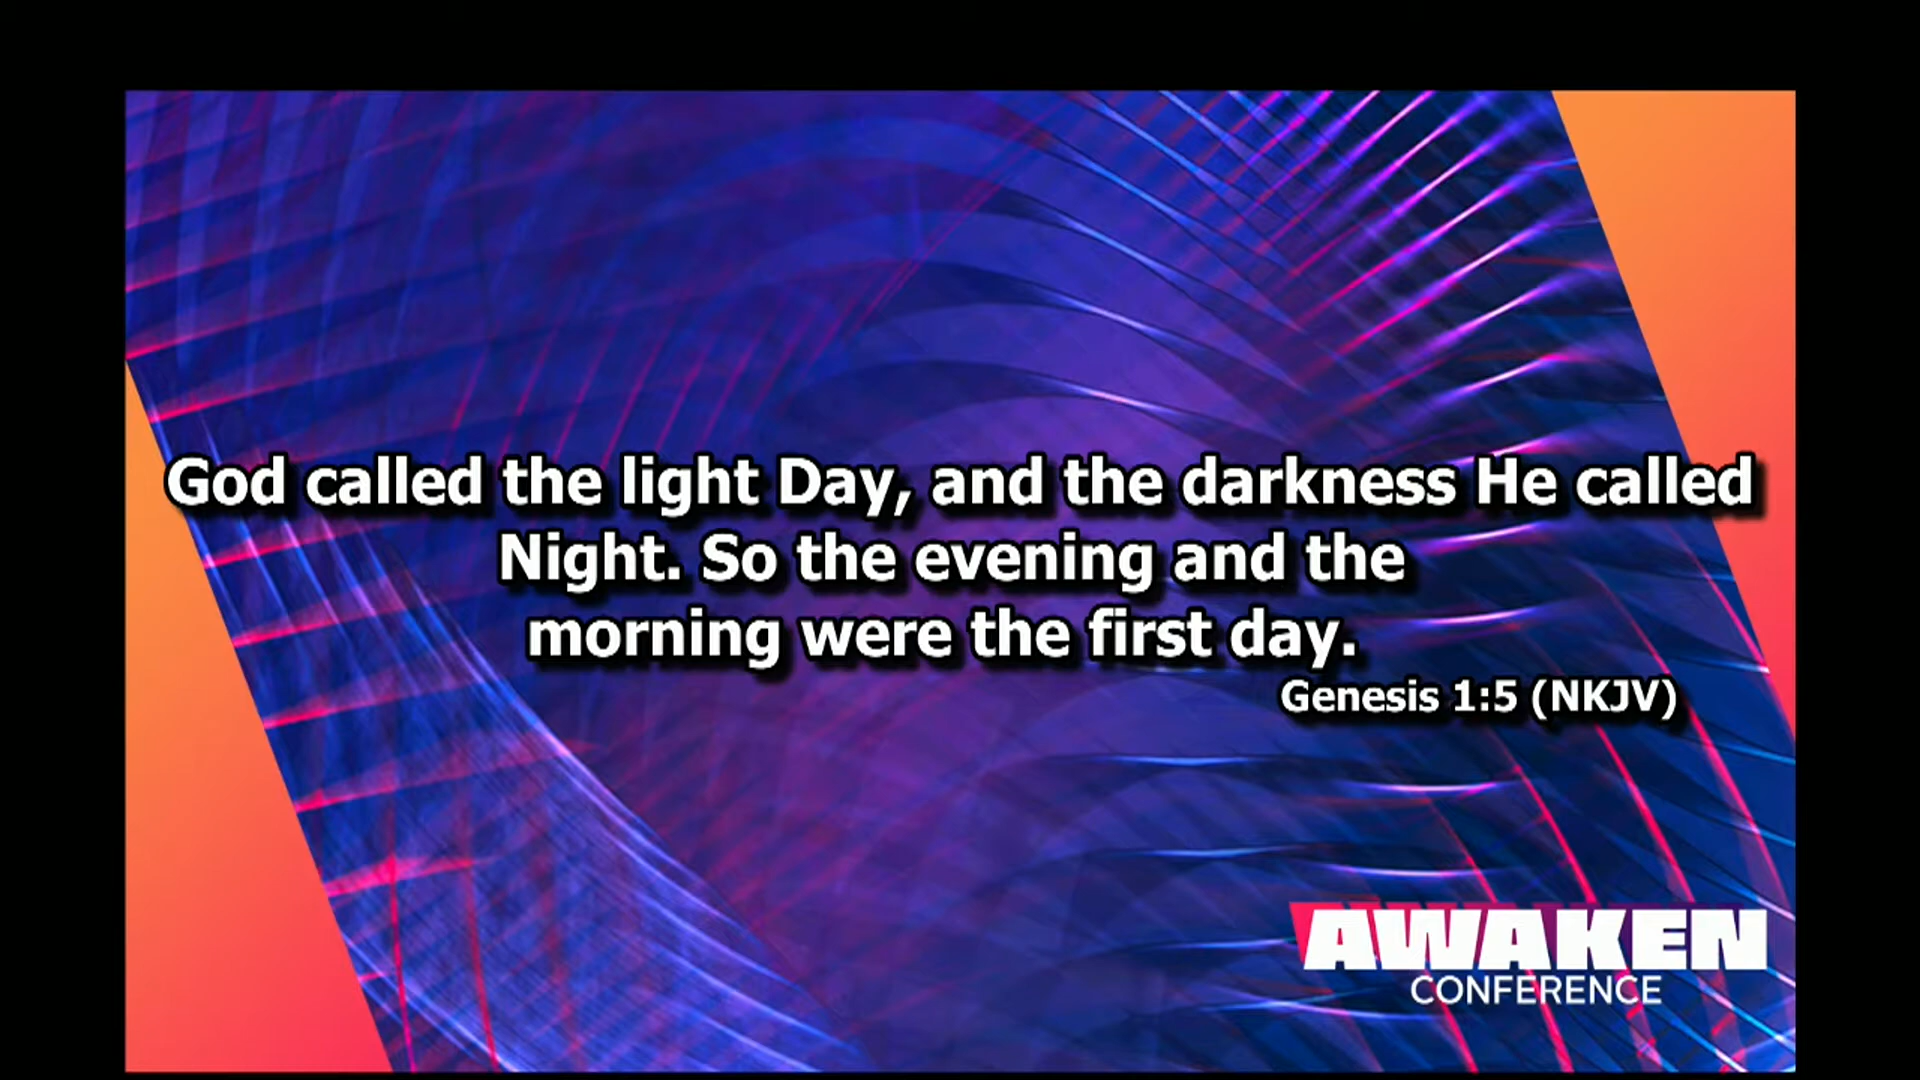 God called the light Day, and the darkness He called
Night. So the evening and the
morning were the first day.
Genesis 1:5 (NKJV)
AWAKEN
CONFERENCE